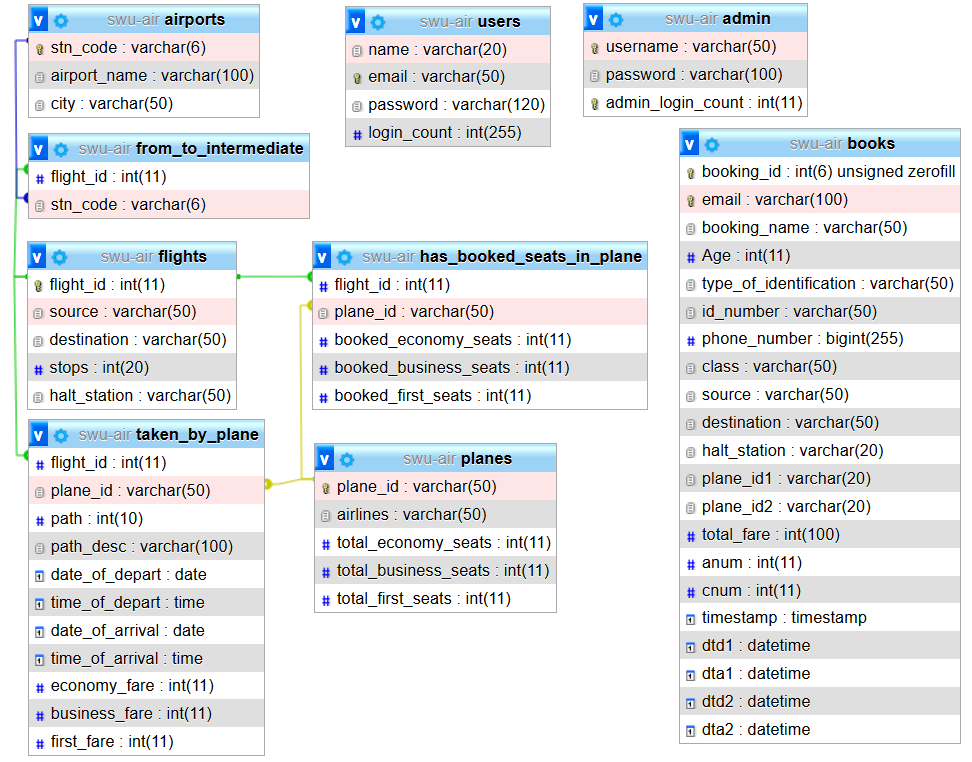 swu-air airports
stn_code : varchar(6)
airport_name : varchar(100)
city : varchar(50)
swu-air users
name : varchar(20)
email : varchar(50)
password : varchar(120)
login_count : int(255)
swu-air admin
username : varchar(50)
password : varchar(100)
admin_login_count : int(11)
swu-air from_to_intermediate
flight_id : int(11)
stn_code : varchar(6)
swu-air flights
flight_id : int(11)
source : varchar(50)
destination : varchar(50)
stops : int(20)
halt_station : varchar(50)
swu-air has_booked_seats_in_plane
flight_id : int(11)
plane_id : varchar(50)
booked_economy_seats : int(11)
booked_business_seats : int(11)
booked_first_seats : int(11)
swu-air taken_by_plane
flight_id : int(11)
plane_id : varchar(50)
path : int(10)
path_desc : varchar(100)
date_of_depart : date
time_of_depart : time
date_of_arrival : date
time_of_arrival : time
economy_fare : int(11)
business_fare : int(11)
first_fare : int(11)
swu-air planes
plane_id : varchar(50)
airlines : varchar(50)
total_economy_seats : int(11)
total_business_seats : int(11)
total_first_seats : int(11)
swu-air books
booking_id : int(6) unsigned zerofill
email : varchar(100)
booking_name : varchar(50)
Age : int(11)
type_of_identification : varchar(50)
id_number : varchar(50)
phone_number : bigint(255)
class : varchar(50)
source : varchar(50)
destination : varchar(50)
halt_station : varchar(20)
plane_id1 : varchar(20)
plane_id2 : varchar(20)
total_fare : int(100)
anum : int(11)
cnum : int(11)
timestamp : timestamp
dtd1 : datetime
dta1 : datetime
dtd2 : datetime
dta2 : datetime